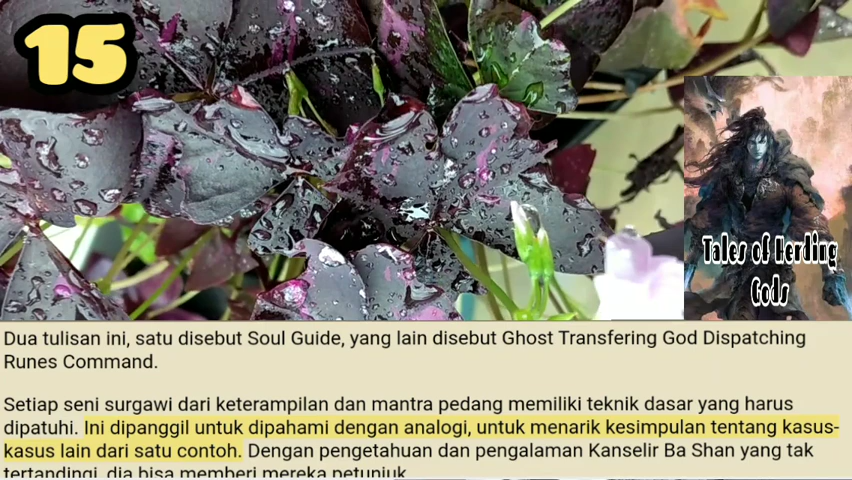 15
Tales of Herding
Gods
Dua tulisan ini, satu disebut Soul Guide, yang lain disebut Ghost Transfering God Dispatching
Runes Command.
Setiap seni surgawi dari keterampilan dan mantra pedang memiliki teknik dasar yang harus
dipatuhi. Ini dipanggil untuk dipahami dengan analogi, untuk menarik kesimpulan tentang kasus-
kasus lain dari satu contoh. Dengan pengetahuan dan pengalaman Kanselir Ba Shan yang tak
tertandingi, dia bisa memberi mereka petunjuk